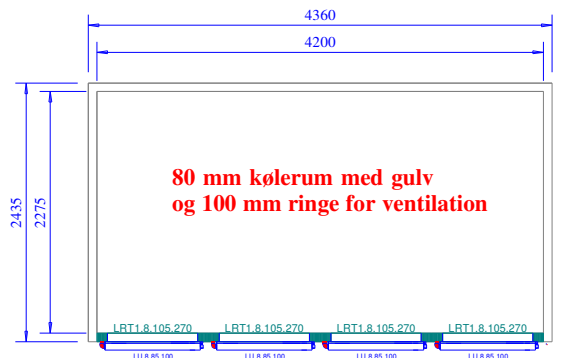 4360
4200
2435
2275
80 mm kølerum med gulv
og 100 mm ringe for ventilation
LRT1.8.105.270 LRT1.8.105.270 LRT1.8.105.270 LRT1.8.105.270